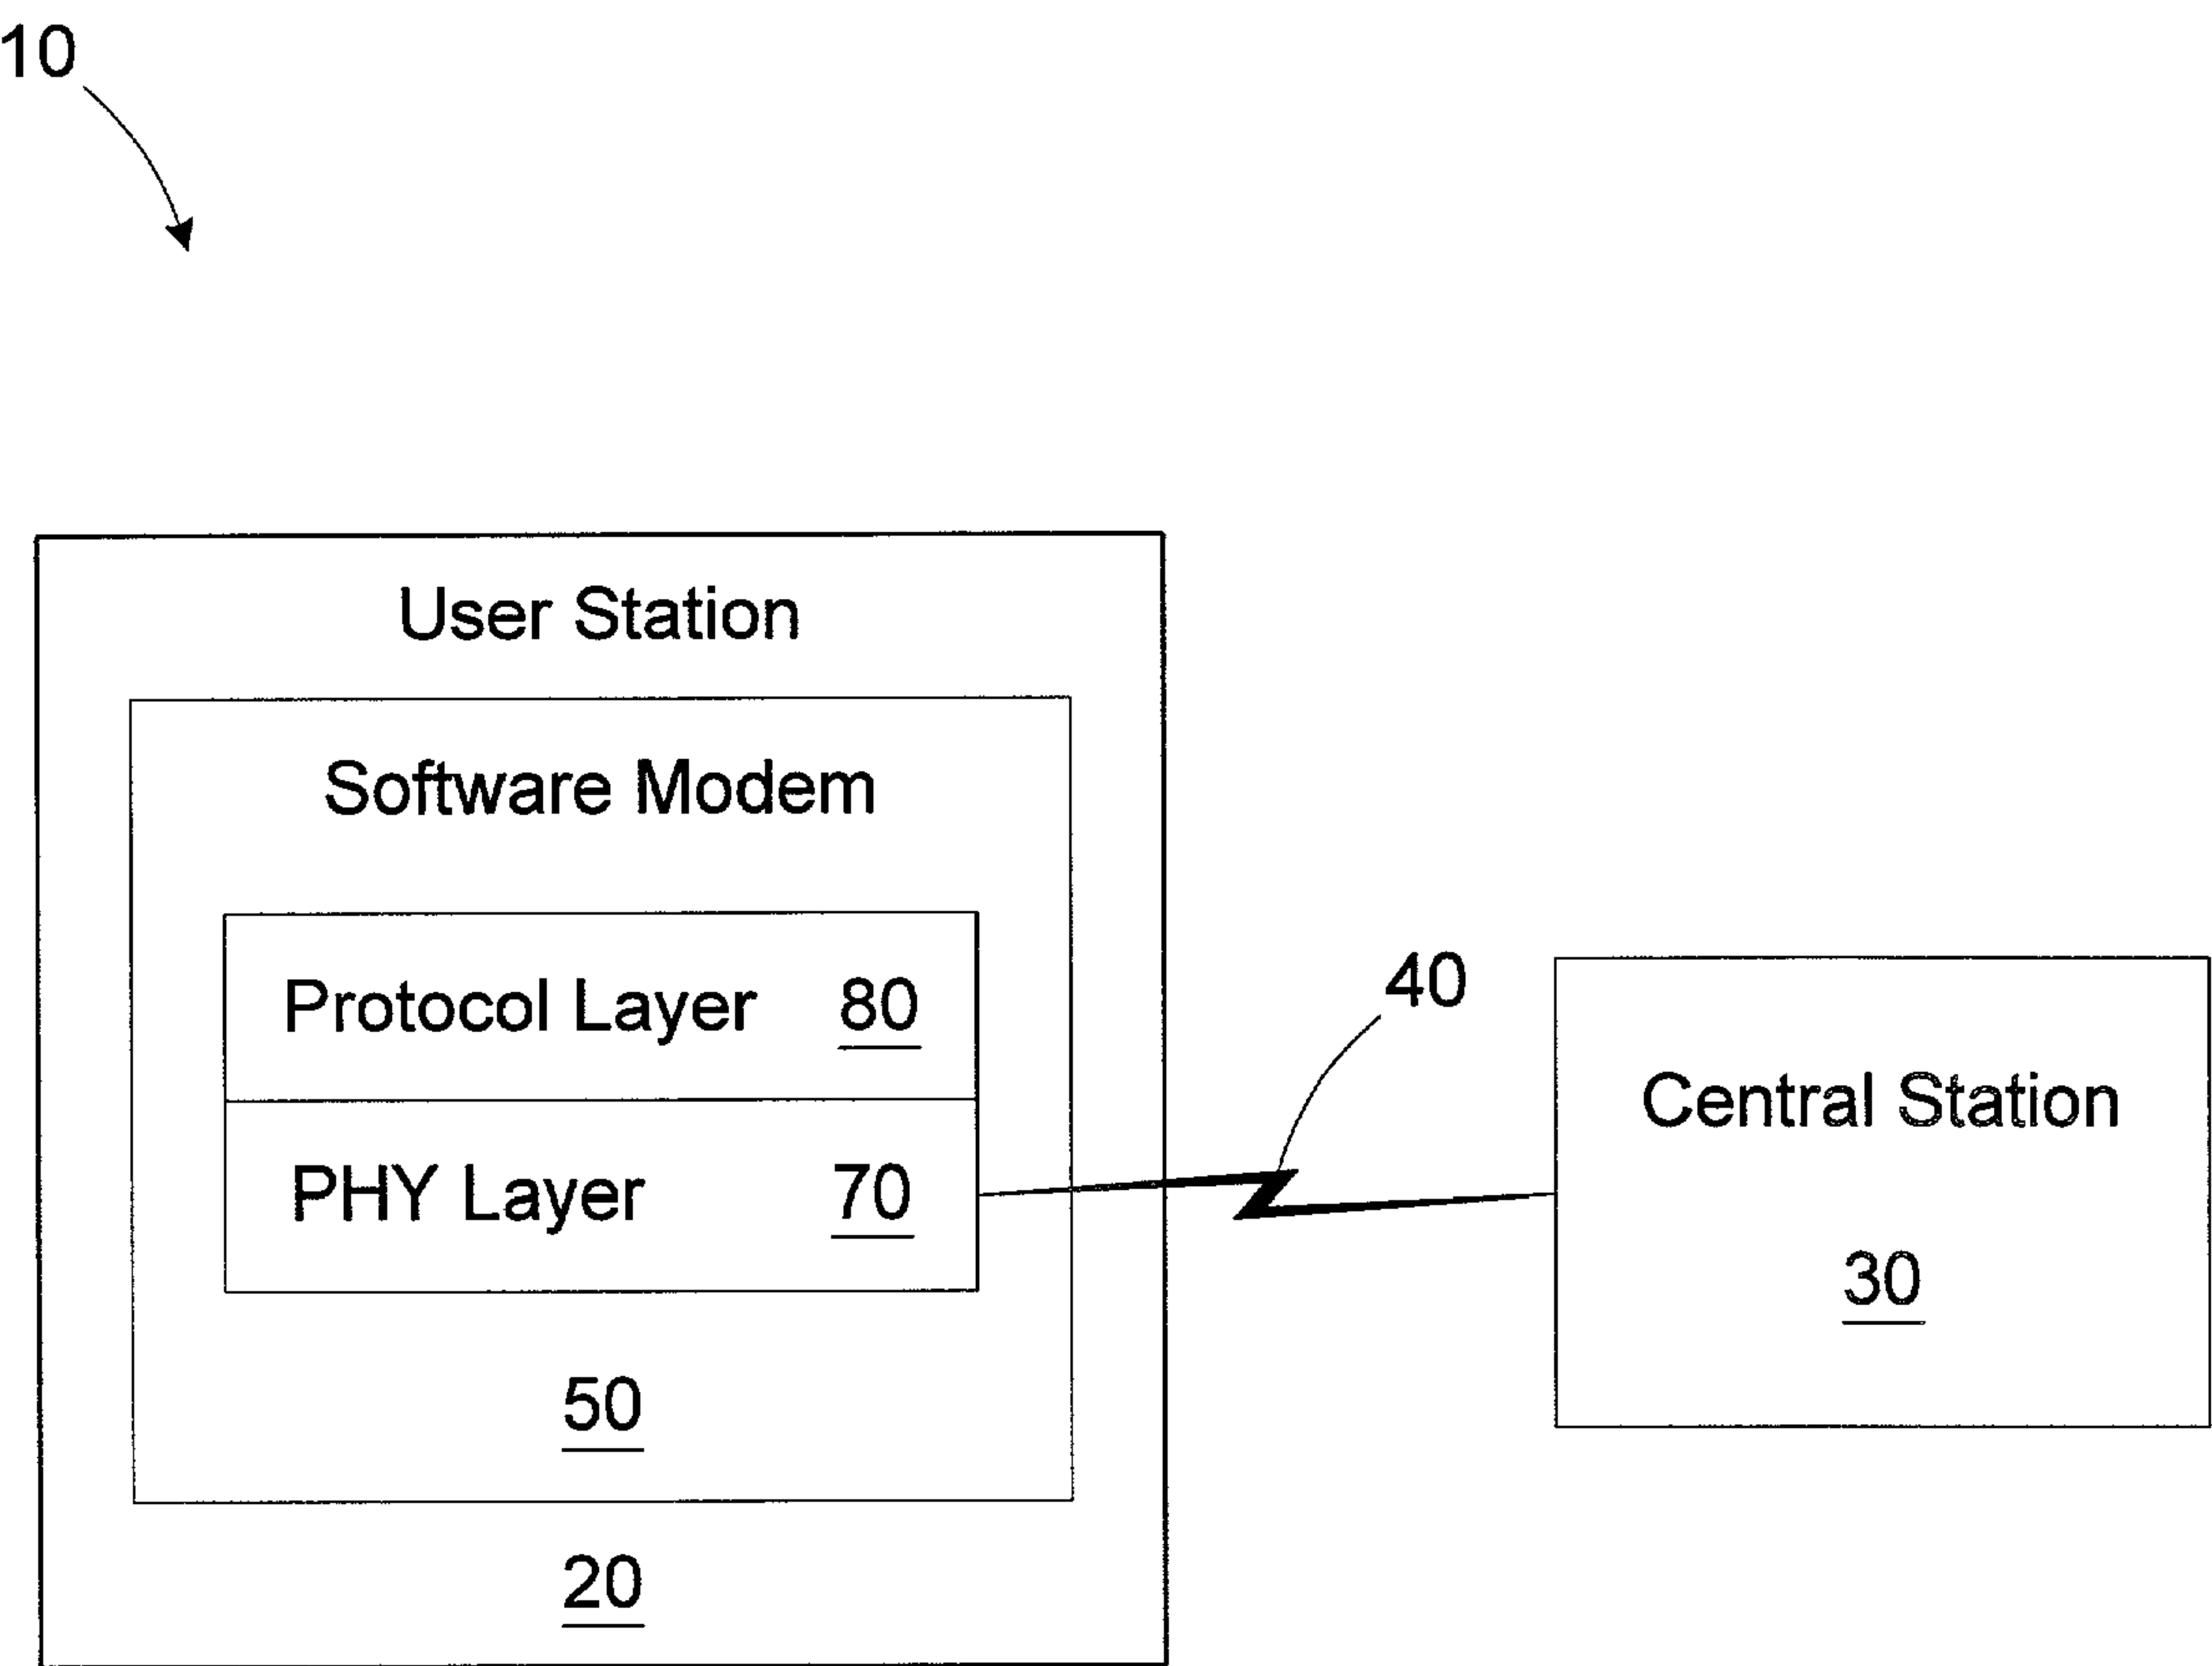 10
User Station
Software Modem
Protocol Layer 80
PHY Layer 70
50
20
40
Central Station
30